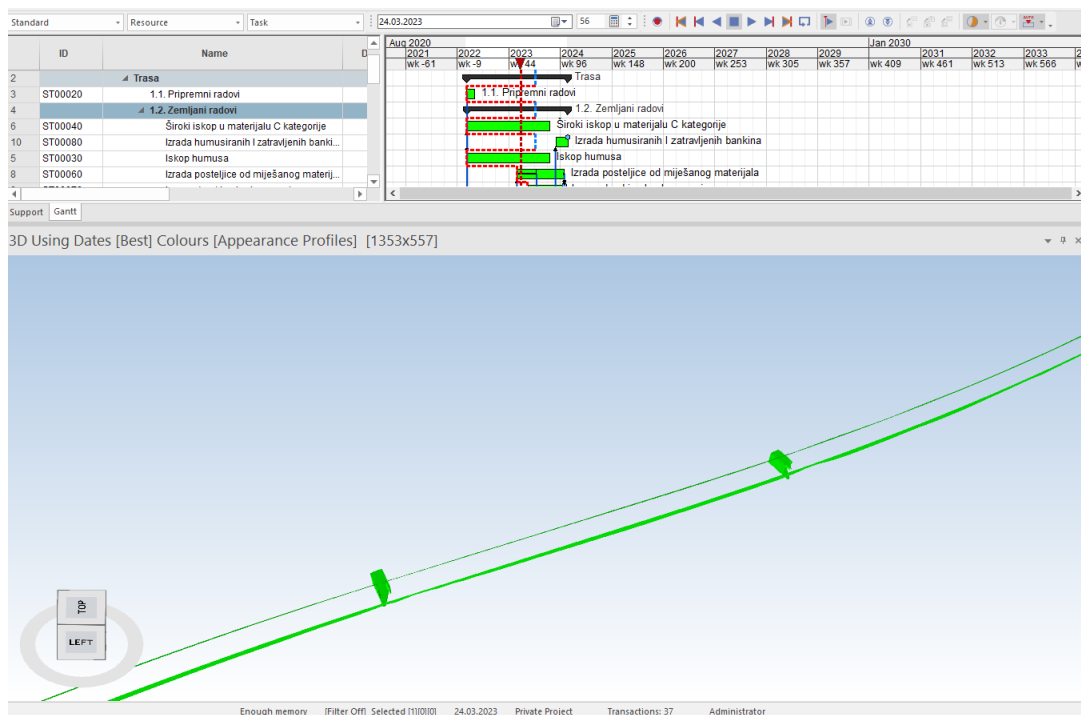 Standard Resource Task 24.03.2023 56
ID Name D
Aug 2020 Jan 2030
2021 2022 2023 2024 2025 2026 2027 2028 2029 2031 2032 2033
wk -61 wk -9 wk 44 wk 96 wk 148 wk 200 wk 253 wk 305 wk 357 wk 409 wk 461 wk 513 wk 566
2 Trasa Trasa
3 ST00020 1.1. Pripremni radovi 1.1. Pripremni radovi
4 1.2. Zemljani radovi 1.2. Zemljani radovi
6 ST00040 Široki iskop u materijalu C kategorije Široki iskop u materijalu C kategorije
10 ST00080 Izrada humusiranih I zatravljenih banki... Izrada humusiranih I zatravljenih bankina
5 ST00030 Iskop humusa Iskop humusa
8 ST00060 Izrada posteljice od miješanog materij... Izrada posteljice od miješanog materijala
Support Gantt
3D Using Dates [Best] Colours [Appearance Profiles] [1353x557]
TOP
LEFT
Enough memory [Filter Off] Selected [1][0][0] 24.03.2023 Private Project Transactions: 37 Administrator